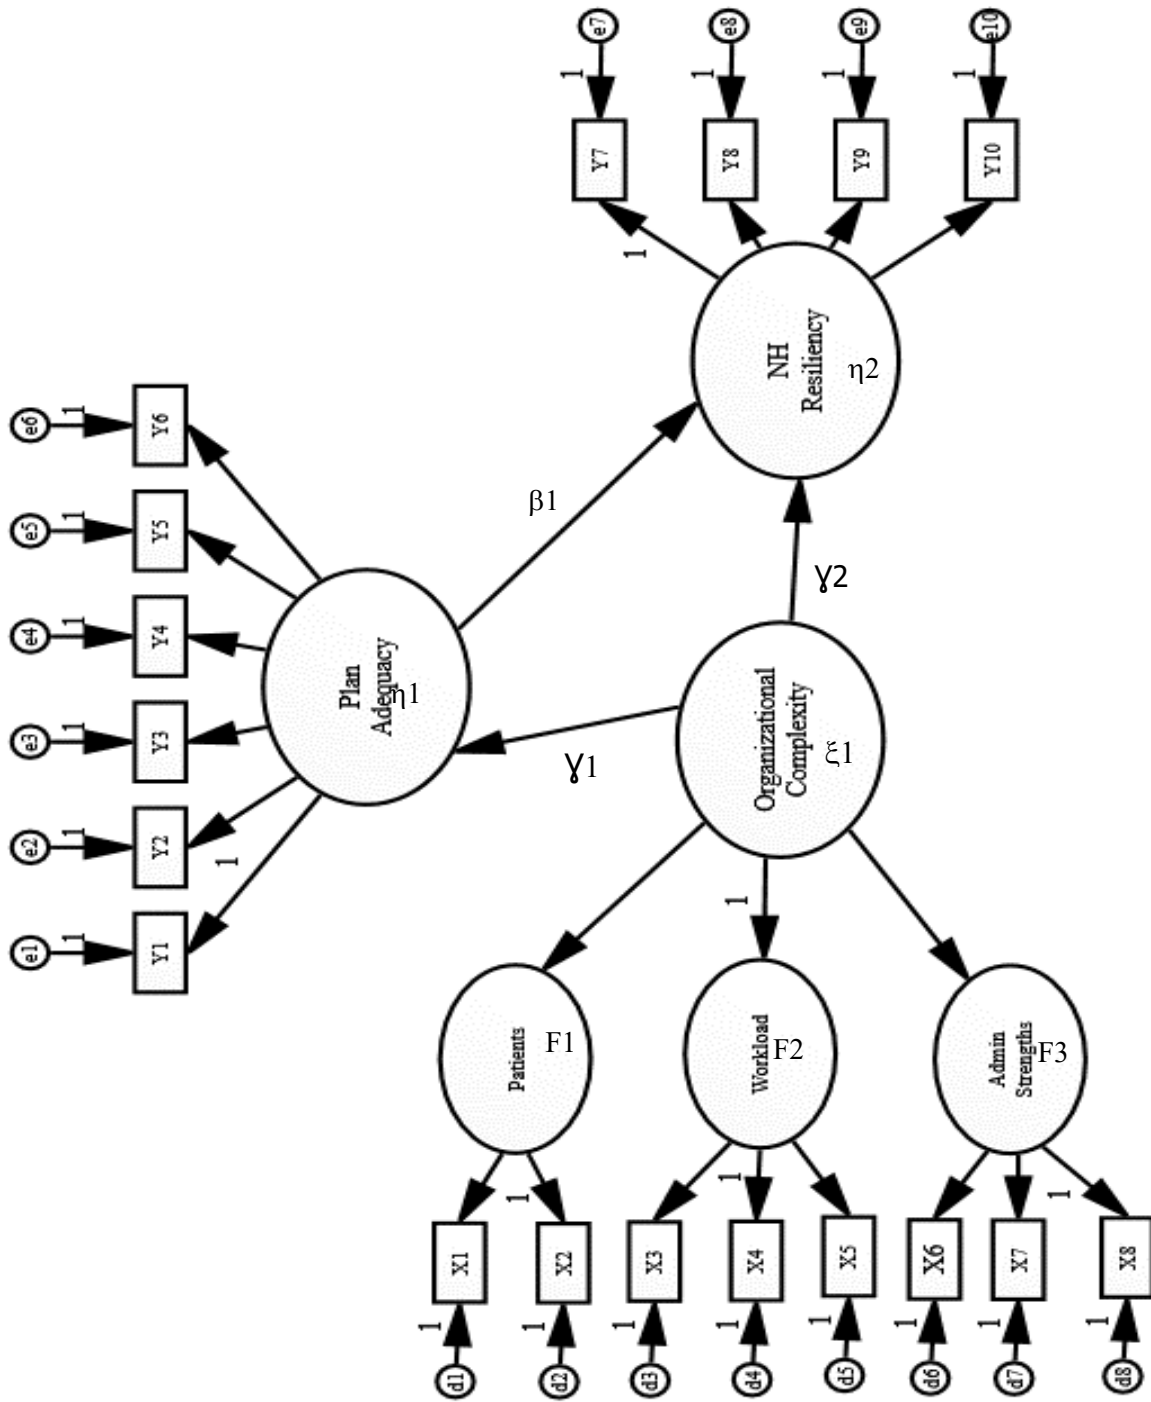 e7
e8
e9
e10
1
1
1
1
Y7
Y8
Y9
Y10
1
NH
Resiliency
η2
e6
e5
e4
e3
e2
e1
1
1
1
1
1
1
Y6
Y5
Y4
Y3
Y2
Y1
1
Plan
Adequacy
η1
β1
γ2
γ1
Organizational
Complexity
ξ1
1
Patients
F1
Workload
F2
Admin
Strengths
F3
1
1
1
X1
X2
X3
X4
X5
X6
X7
X8
1
1
1
1
1
1
1
1
d1
d2
d3
d4
d5
d6
d7
d8